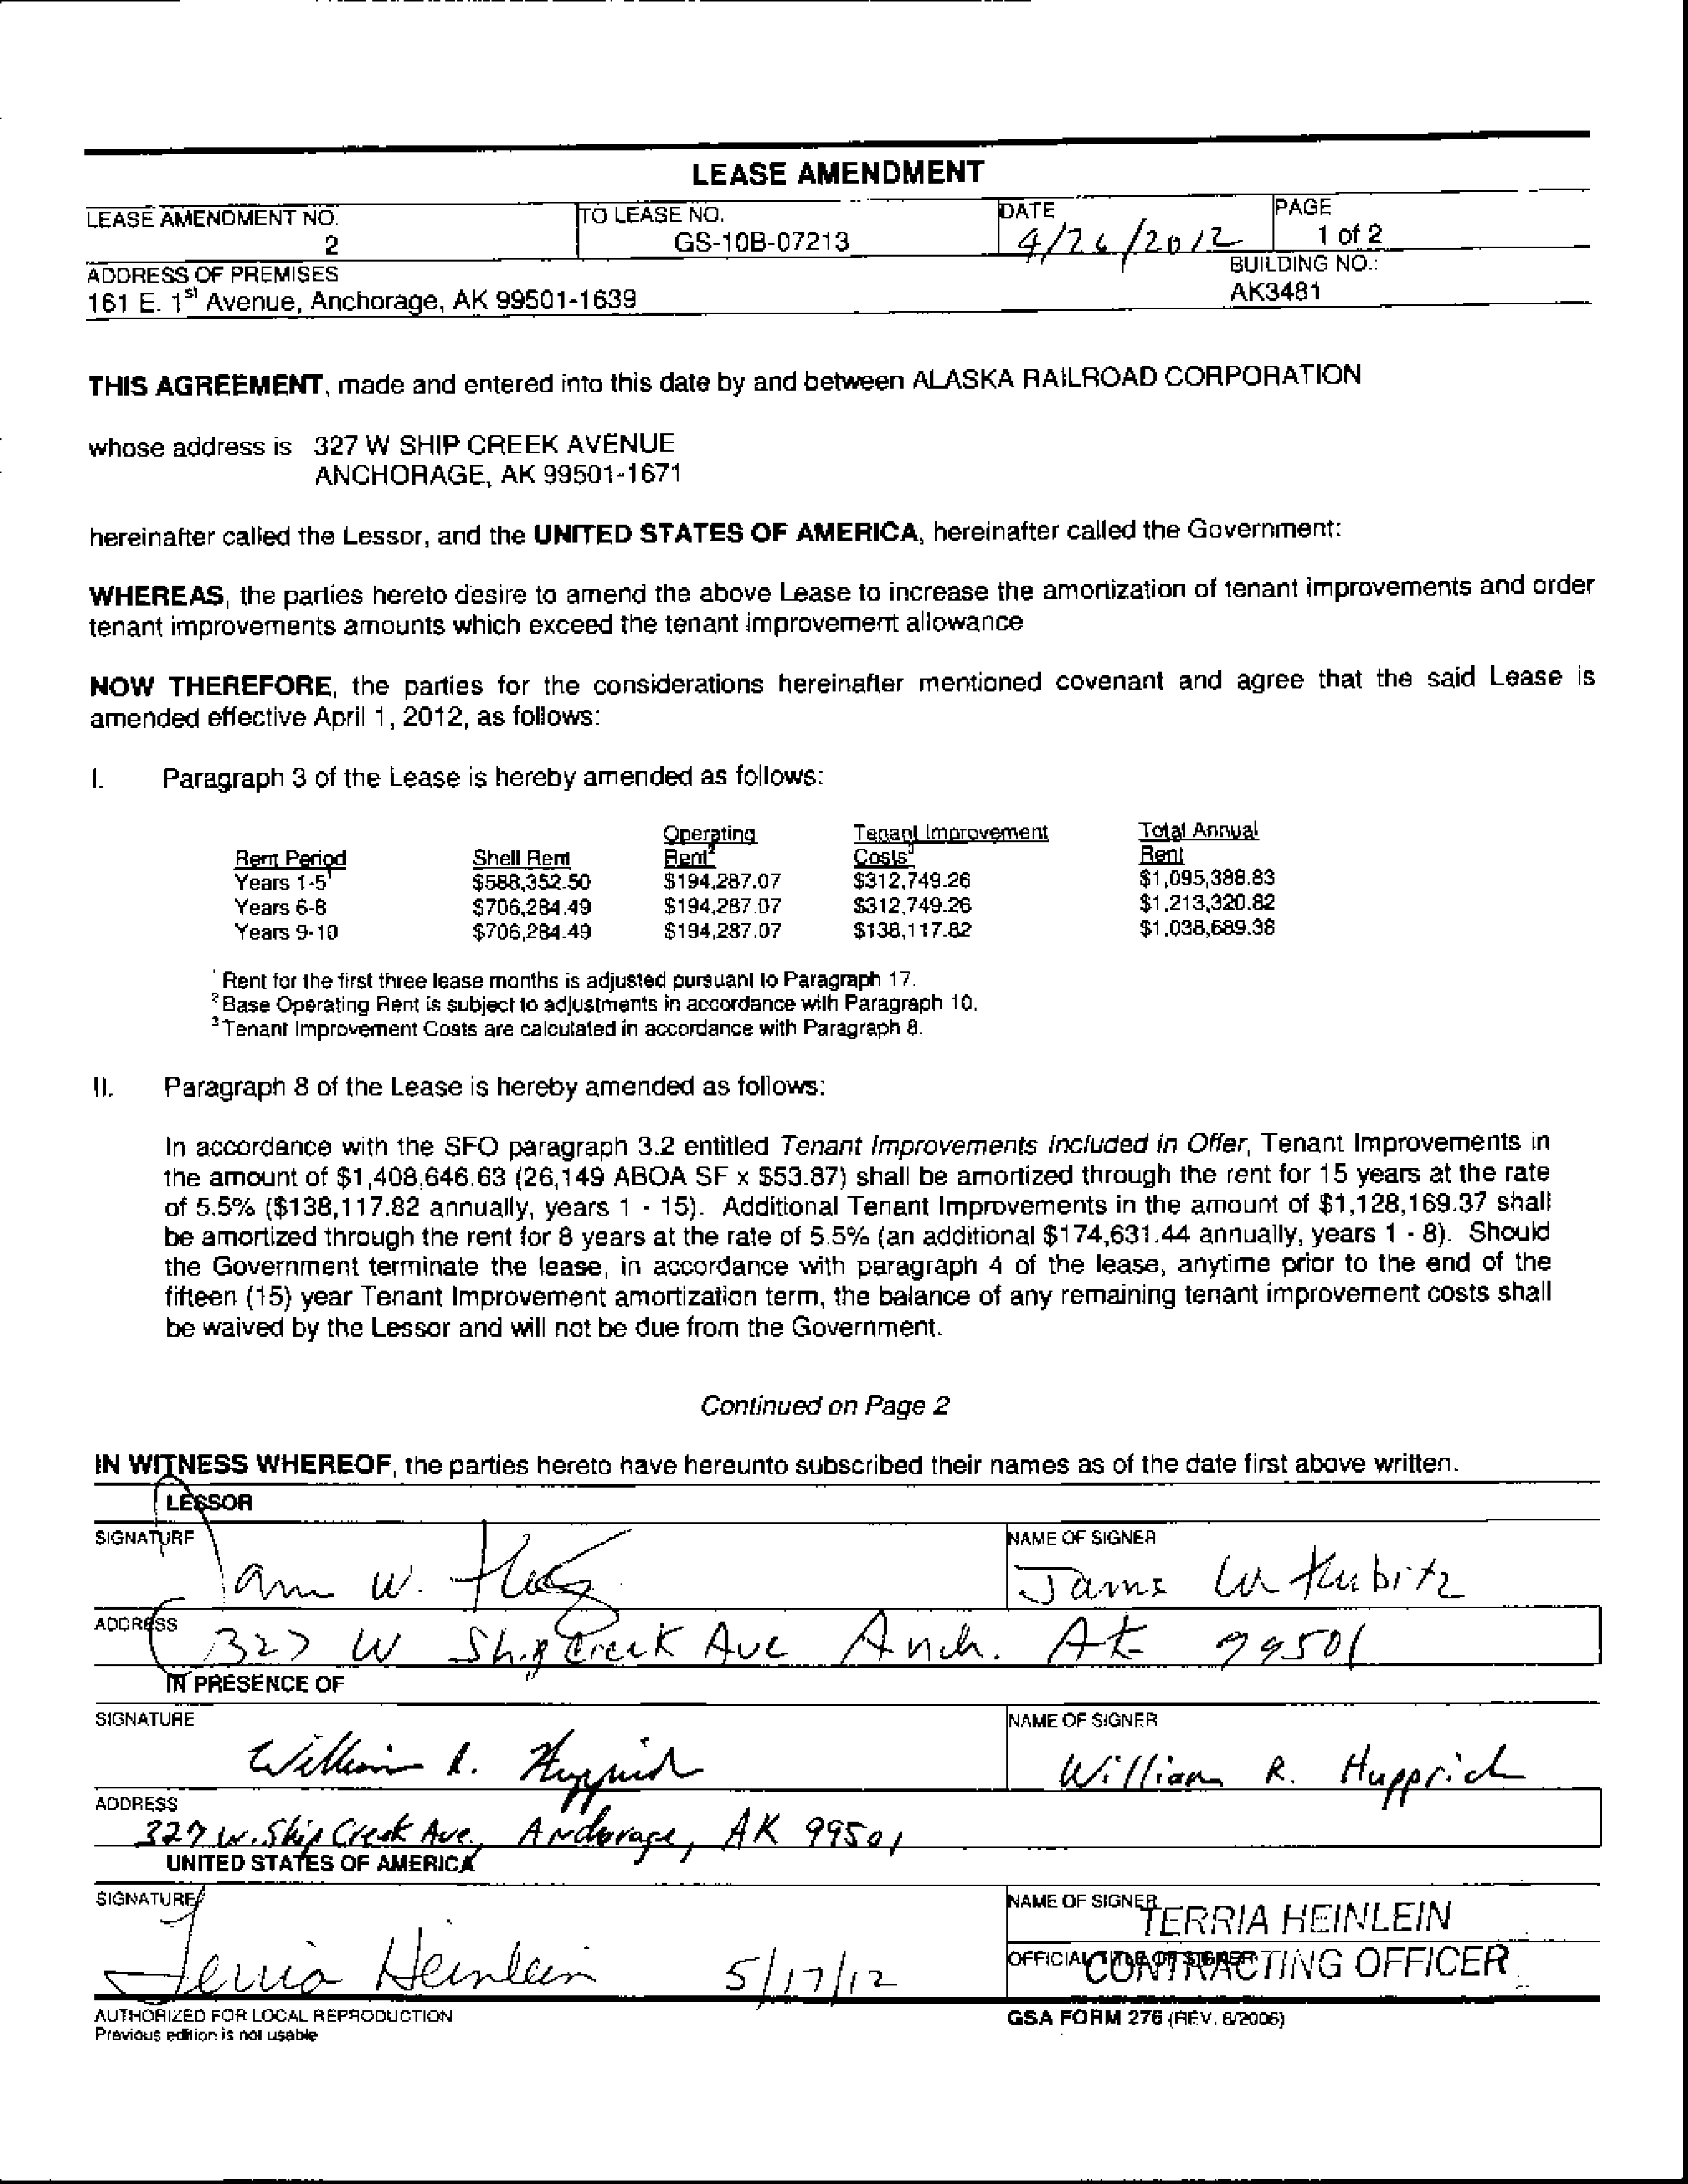 LEASE AMENDMENT
LEASE AMENDMENT NO. TO LEASE NO. DATE PAGE
2 GS-10B-07213 4/26/2012 1 of 2
ADDRESS OF PREMISES BUILDING NO.:
161 E. 1st Avenue, Anchorage, AK 99501-1639 AK3481
THIS AGREEMENT, made and entered into this date by and between ALASKA RAILROAD CORPORATION
whose address is 327 W SHIP CREEK AVENUE
ANCHORAGE, AK 99501-1671
hereinafter called the Lessor, and the UNITED STATES OF AMERICA, hereinafter called the Government:
WHEREAS, the parties hereto desire to amend the above Lease to increase the amortization of tenant improvements and order
tenant improvements amounts which exceed the tenant improvement allowance
NOW THEREFORE, the parties for the considerations hereinafter mentioned covenant and agree that the said Lease is
amended effective April 1, 2012, as follows:
I. Paragraph 3 of the Lease is hereby amended as follows:
Operating Tenant Improvement Total Annual
Rent Period Shell Rent Rent2 Costs3 Rent
Years 1-51 $588,352.50 $194,287.07 $312,749.26 $1,095,388.83
Years 6-8 $706,284.49 $194,287.07 $312,749.26 $1,213,320.82
Years 9-10 $706,284.49 $194,287.07 $138,117.82 $1,038,689.38
1 Rent for the first three lease months is adjusted pursuant to Paragraph 17.
2 Base Operating Rent is subject to adjustments in accordance with Paragraph 10.
3 Tenant Improvement Costs are calculated in accordance with Paragraph 8.
II. Paragraph 8 of the Lease is hereby amended as follows:
In accordance with the SFO paragraph 3.2 entitled Tenant Improvements Included in Offer, Tenant Improvements in
the amount of $1,408,646.63 (26,149 ABOA SF x $53.87) shall be amortized through the rent for 15 years at the rate
of 5.5% ($138,117.82 annually, years 1 - 15). Additional Tenant Improvements in the amount of $1,128,169.37 shall
be amortized through the rent for 8 years at the rate of 5.5% (an additional $174,631.44 annually, years 1 - 8). Should
the Government terminate the lease, in accordance with paragraph 4 of the lease, anytime prior to the end of the
fifteen (15) year Tenant Improvement amortization term, the balance of any remaining tenant improvement costs shall
be waived by the Lessor and will not be due from the Government.
Continued on Page 2
IN WITNESS WHEREOF, the parties hereto have hereunto subscribed their names as of the date first above written.
LESSOR
SIGNATURE NAME OF SIGNER
W. James W Kubitz
ADDRESS
327 W Ship Creek Ave Anch. AK 99501
IN PRESENCE OF
SIGNATURE NAME OF SIGNER
William R. Hupprich William R. Hupprich
ADDRESS
327 W. Ship Creek Ave., Anchorage, AK 99501
UNITED STATES OF AMERICA
SIGNATURE NAME OF SIGNER
TERRIA HEINLEIN
OFFICIAL TITLE OF SIGNER
Terria Heinlein 5/17/12 CONTRACTING OFFICER
AUTHORIZED FOR LOCAL REPRODUCTION GSA FORM 276 (REV. 8/2006)
Previous edition is not usable